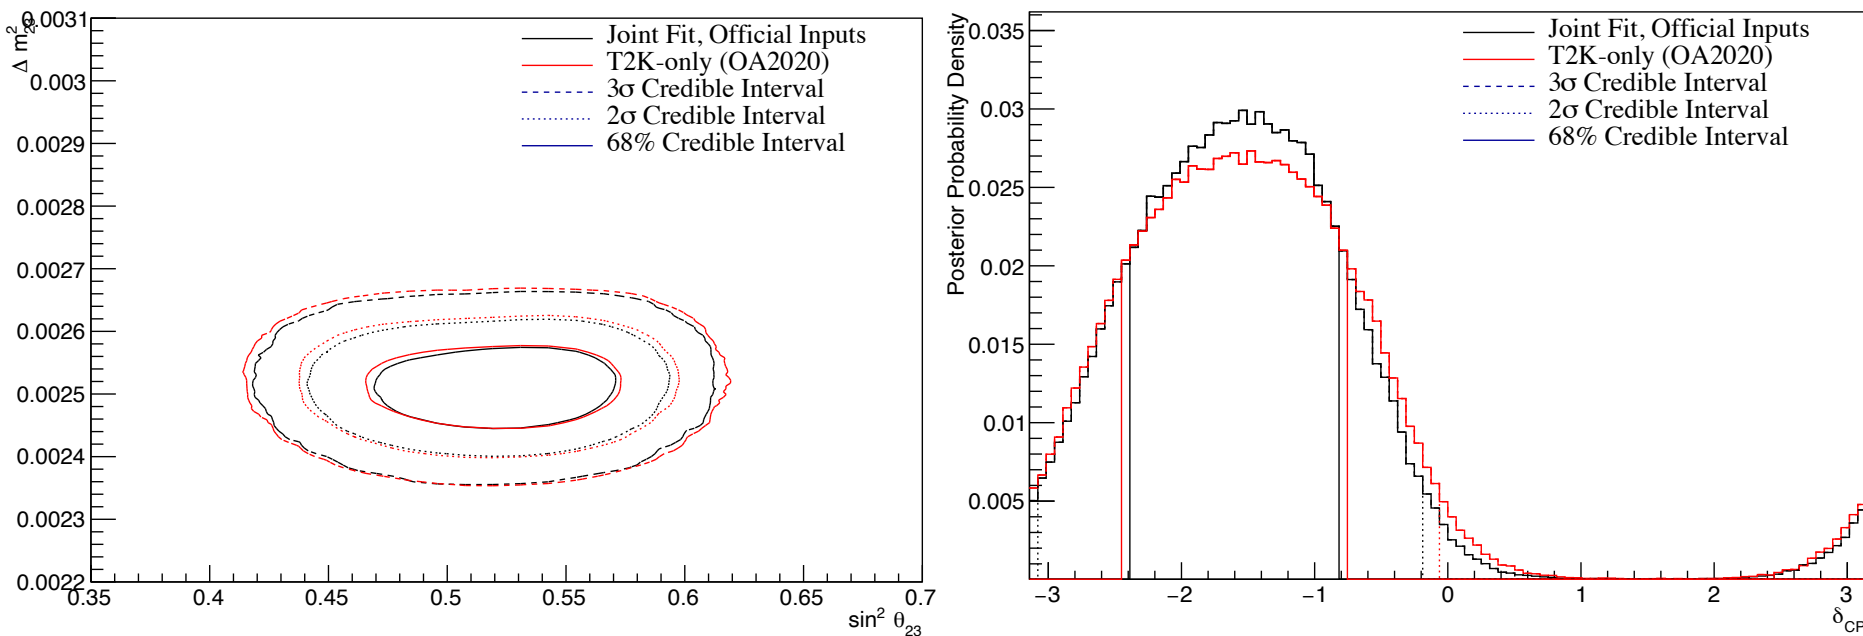 Δ m²₂₃
0.0031
0.003
0.0029
0.0028
0.0027
0.0026
0.0025
0.0024
0.0023
0.0022
0.35
0.4
0.45
0.5
0.55
0.6
0.65
0.7
sin² θ₂₃
Joint Fit, Official Inputs
T2K-only (OA2020)
3σ Credible Interval
2σ Credible Interval
68% Credible Interval
Posterior Probability Density
0.035
0.03
0.025
0.02
0.015
0.01
0.005
−3
−2
−1
0
1
2
3
δCP
Joint Fit, Official Inputs
T2K-only (OA2020)
3σ Credible Interval
2σ Credible Interval
68% Credible Interval